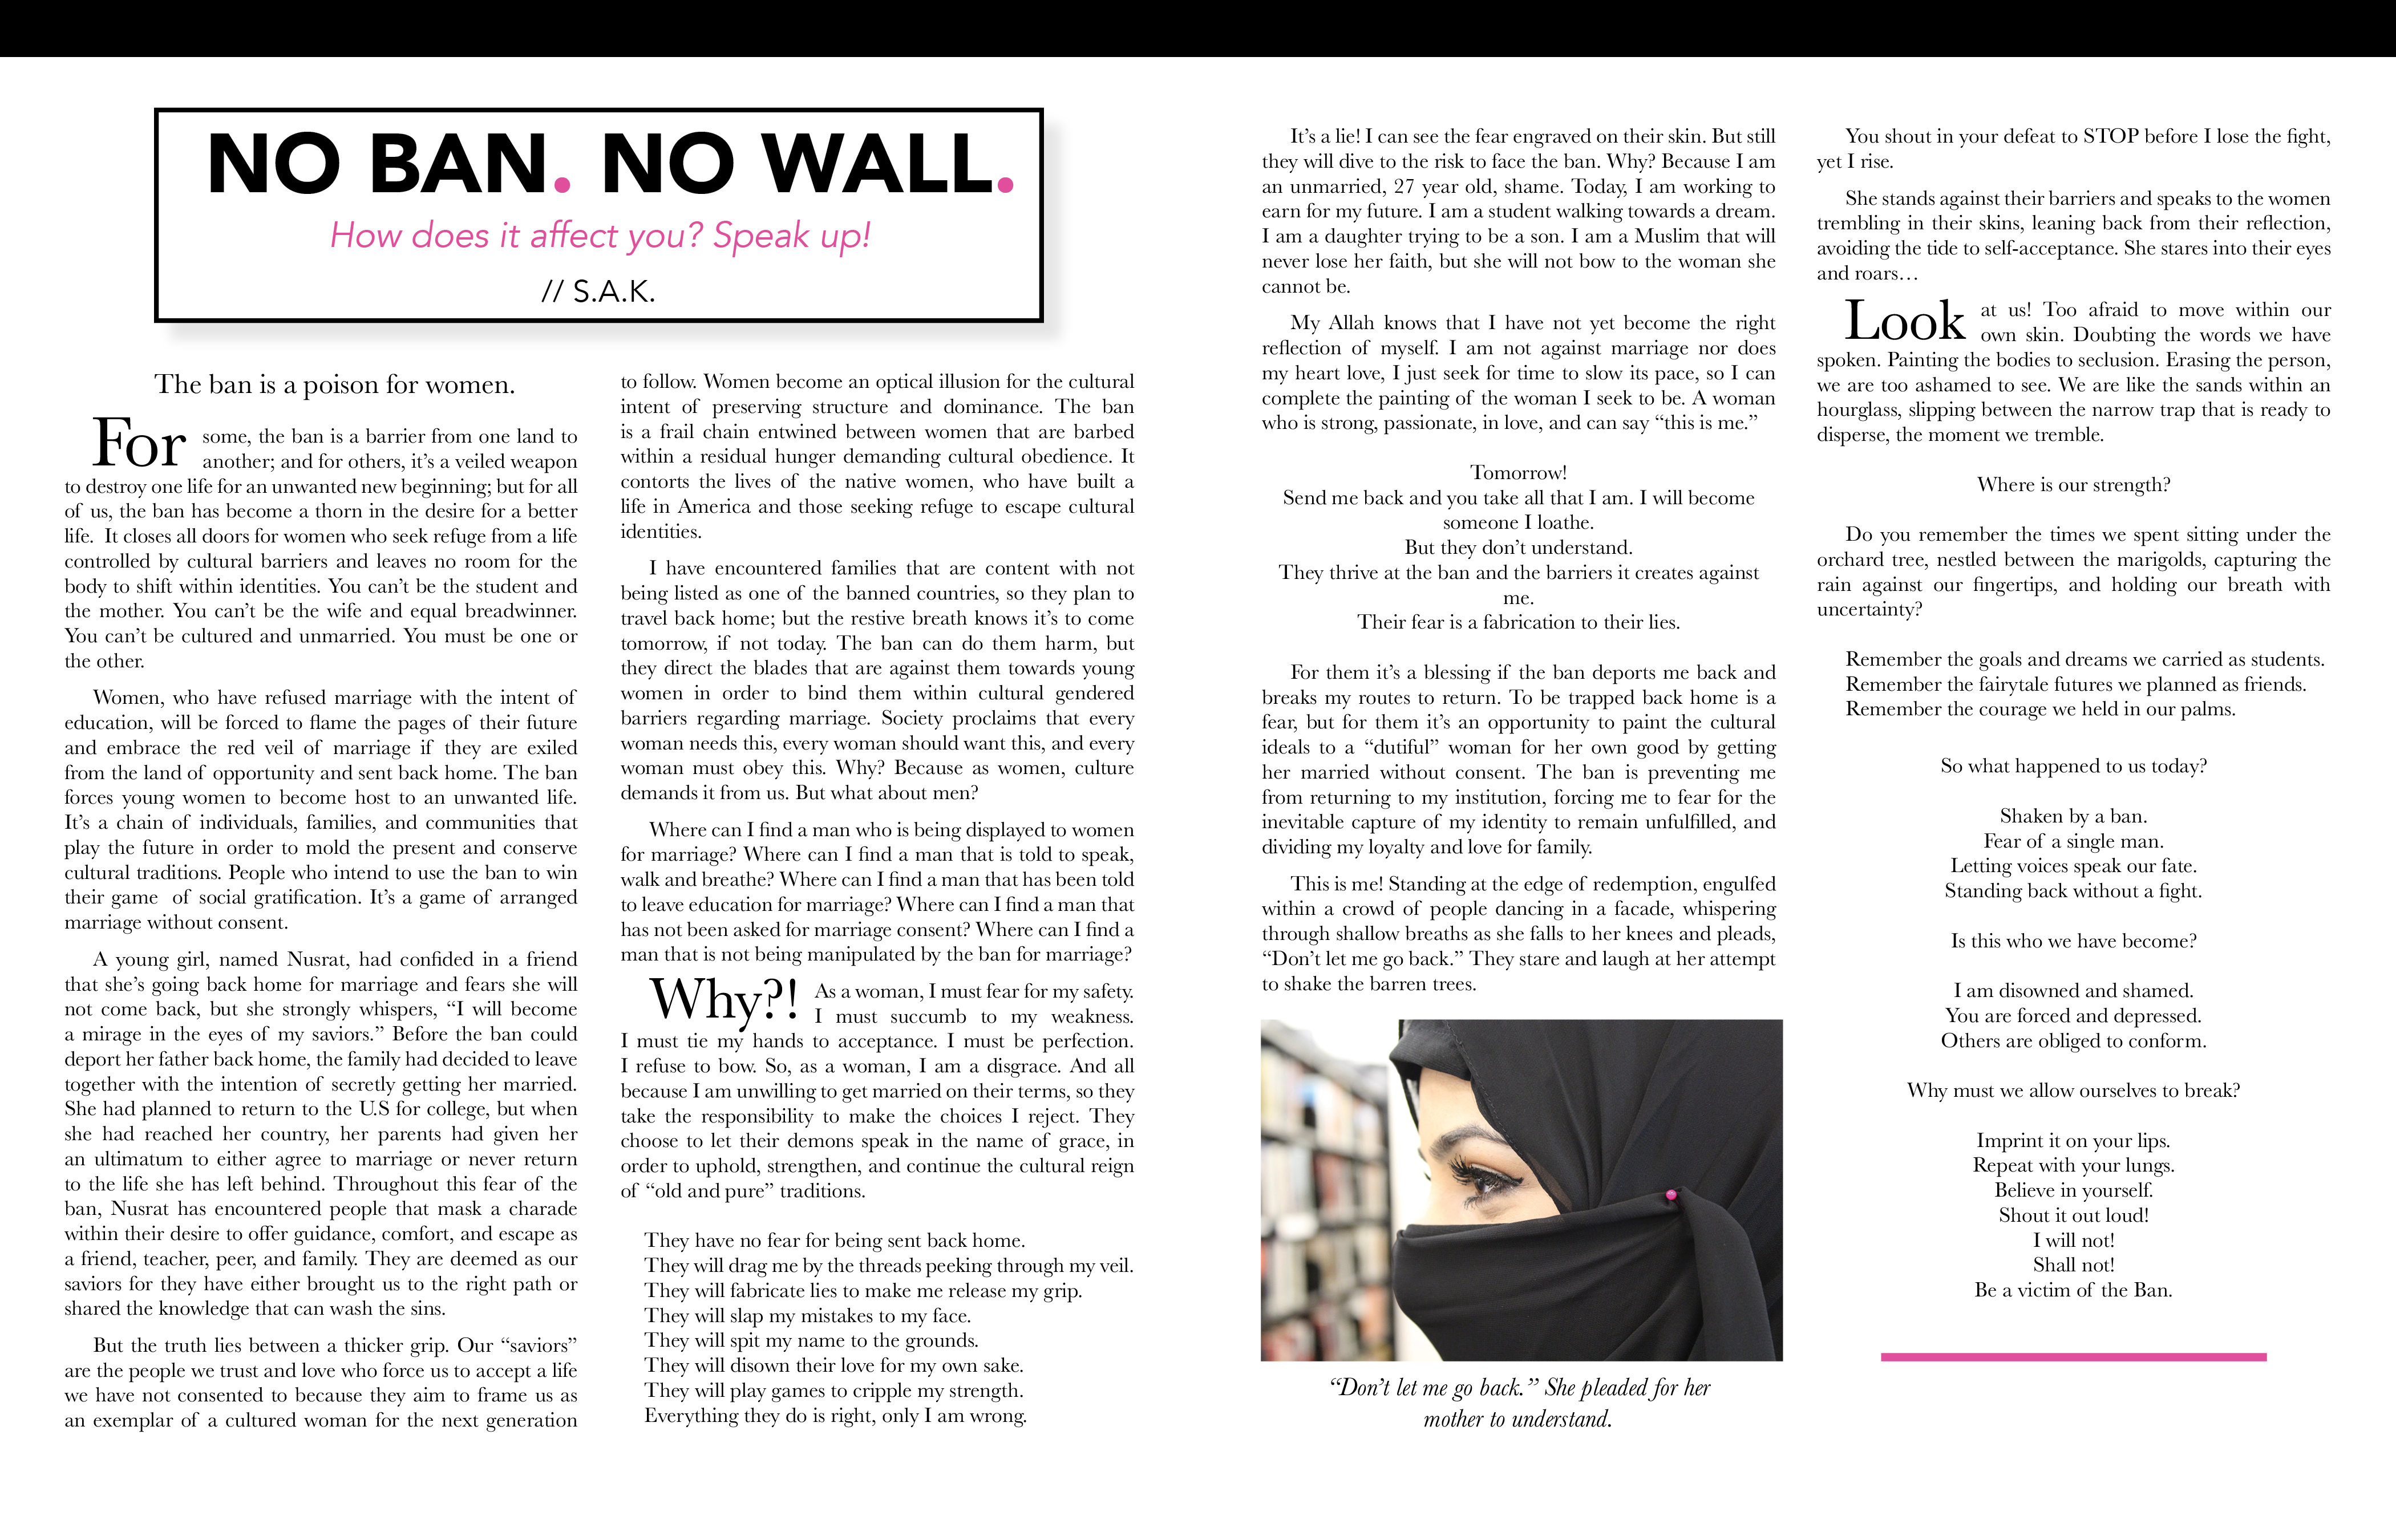 NO BAN. NO WALL.
How does it affect you? Speak up!
// S.A.K.
The ban is a poison for women.
For some, the ban is a barrier from one land to
another; and for others, it's a veiled weapon
to destroy one life for an unwanted new beginning; but for all
of us, the ban has become a thorn in the desire for a better
life. It closes all doors for women who seek refuge from a life
controlled by cultural barriers and leaves no room for the
body to shift within identities. You can't be the student and
the mother. You can't be the wife and equal breadwinner.
You can't be cultured and unmarried. You must be one or
the other.
Women, who have refused marriage with the intent of
education, will be forced to flame the pages of their future
and embrace the red veil of marriage if they are exiled
from the land of opportunity and sent back home. The ban
forces young women to become host to an unwanted life.
It's a chain of individuals, families, and communities that
play the future in order to mold the present and conserve
cultural traditions. People who intend to use the ban to win
their game of social gratification. It's a game of arranged
marriage without consent.
A young girl, named Nusrat, had confided in a friend
that she's going back home for marriage and fears she will
not come back, but she strongly whispers, “I will become
a mirage in the eyes of my saviors.” Before the ban could
deport her father back home, the family had decided to leave
together with the intention of secretly getting her married.
She had planned to return to the U.S for college, but when
she had reached her country, her parents had given her
an ultimatum to either agree to marriage or never return
to the life she has left behind. Throughout this fear of the
ban, Nusrat has encountered people that mask a charade
within their desire to offer guidance, comfort, and escape as
a friend, teacher, peer, and family. They are deemed as our
saviors for they have either brought us to the right path or
shared the knowledge that can wash the sins.
But the truth lies between a thicker grip. Our “saviors”
are the people we trust and love who force us to accept a life
we have not consented to because they aim to frame us as
an exemplar of a cultured woman for the next generation
to follow. Women become an optical illusion for the cultural
intent of preserving structure and dominance. The ban
is a frail chain entwined between women that are barbed
within a residual hunger demanding cultural obedience. It
contorts the lives of the native women, who have built a
life in America and those seeking refuge to escape cultural
identities.
I have encountered families that are content with not
being listed as one of the banned countries, so they plan to
travel back home; but the restive breath knows it's to come
tomorrow, if not today. The ban can do them harm, but
they direct the blades that are against them towards young
women in order to bind them within cultural gendered
barriers regarding marriage. Society proclaims that every
woman needs this, every woman should want this, and every
woman must obey this. Why? Because as women, culture
demands it from us. But what about men?
Where can I find a man who is being displayed to women
for marriage? Where can I find a man that is told to speak,
walk and breathe? Where can I find a man that has been told
to leave education for marriage? Where can I find a man that
has not been asked for marriage consent? Where can I find a
man that is not being manipulated by the ban for marriage?
Why?! As a woman, I must fear for my safety.
I must succumb to my weakness.
I must tie my hands to acceptance. I must be perfection.
I refuse to bow. So, as a woman, I am a disgrace. And all
because I am unwilling to get married on their terms, so they
take the responsibility to make the choices I reject. They
choose to let their demons speak in the name of grace, in
order to uphold, strengthen, and continue the cultural reign
of “old and pure” traditions.
They have no fear for being sent back home.
They will drag me by the threads peeking through my veil.
They will fabricate lies to make me release my grip.
They will slap my mistakes to my face.
They will spit my name to the grounds.
They will disown their love for my own sake.
They will play games to cripple my strength.
Everything they do is right, only I am wrong.
It's a lie! I can see the fear engraved on their skin. But still
they will dive to the risk to face the ban. Why? Because I am
an unmarried, 27 year old, shame. Today, I am working to
earn for my future. I am a student walking towards a dream.
I am a daughter trying to be a son. I am a Muslim that will
never lose her faith, but she will not bow to the woman she
cannot be.
My Allah knows that I have not yet become the right
reflection of myself. I am not against marriage nor does
my heart love, I just seek for time to slow its pace, so I can
complete the painting of the woman I seek to be. A woman
who is strong, passionate, in love, and can say “this is me.”
Tomorrow!
Send me back and you take all that I am. I will become
someone I loathe.
But they don't understand.
They thrive at the ban and the barriers it creates against
me.
Their fear is a fabrication to their lies.
For them it's a blessing if the ban deports me back and
breaks my routes to return. To be trapped back home is a
fear, but for them it's an opportunity to paint the cultural
ideals to a “dutiful” woman for her own good by getting
her married without consent. The ban is preventing me
from returning to my institution, forcing me to fear for the
inevitable capture of my identity to remain unfulfilled, and
dividing my loyalty and love for family.
This is me! Standing at the edge of redemption, engulfed
within a crowd of people dancing in a facade, whispering
through shallow breaths as she falls to her knees and pleads,
“Don't let me go back.” They stare and laugh at her attempt
to shake the barren trees.
“Don't let me go back.” She pleaded for her
mother to understand.
You shout in your defeat to STOP before I lose the fight,
yet I rise.
She stands against their barriers and speaks to the women
trembling in their skins, leaning back from their reflection,
avoiding the tide to self-acceptance. She stares into their eyes
and roars…
Look at us! Too afraid to move within our
own skin. Doubting the words we have
spoken. Painting the bodies to seclusion. Erasing the person,
we are too ashamed to see. We are like the sands within an
hourglass, slipping between the narrow trap that is ready to
disperse, the moment we tremble.
Where is our strength?
Do you remember the times we spent sitting under the
orchard tree, nestled between the marigolds, capturing the
rain against our fingertips, and holding our breath with
uncertainty?
Remember the goals and dreams we carried as students.
Remember the fairytale futures we planned as friends.
Remember the courage we held in our palms.
So what happened to us today?
Shaken by a ban.
Fear of a single man.
Letting voices speak our fate.
Standing back without a fight.
Is this who we have become?
I am disowned and shamed.
You are forced and depressed.
Others are obliged to conform.
Why must we allow ourselves to break?
Imprint it on your lips.
Repeat with your lungs.
Believe in yourself.
Shout it out loud!
I will not!
Shall not!
Be a victim of the Ban.